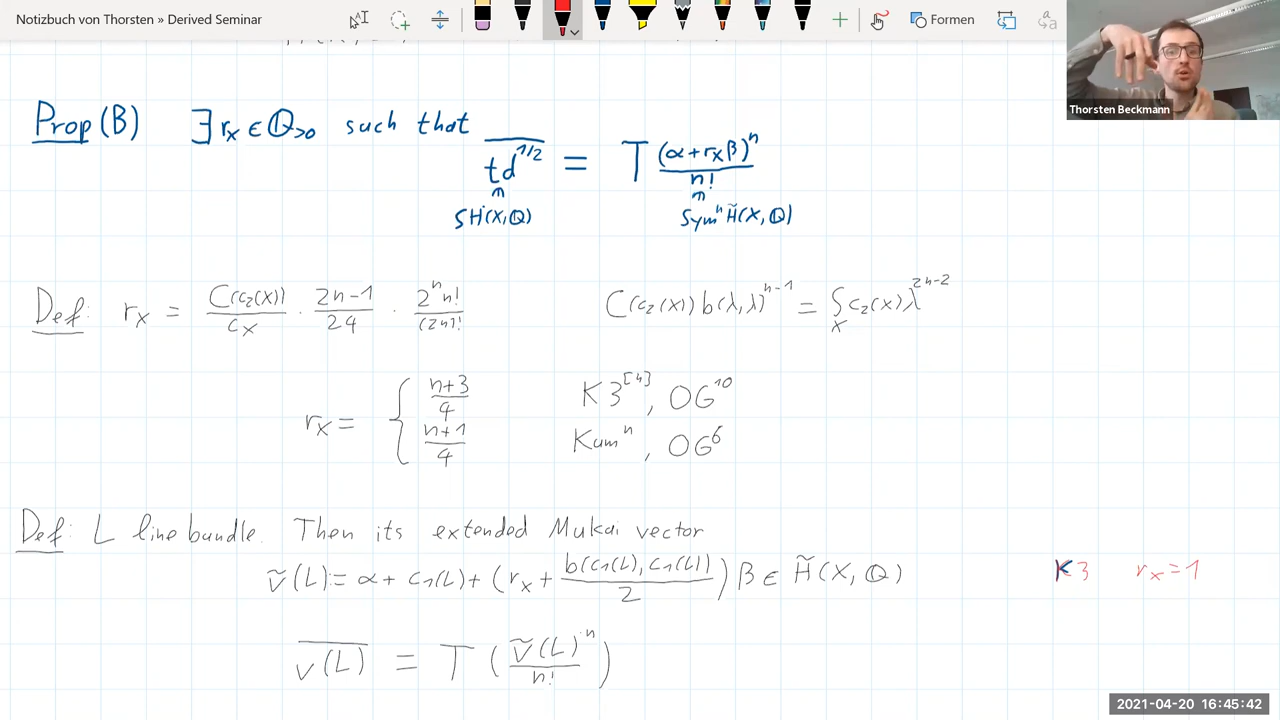 Notizbuch von Thorsten » Derived Seminar
Formen
Thorsten Beckmann
Prop (B) ∃ r_X ∈ Q_{>0} such that
\overline{td^{1/2}} = T (α + r_X β)^n / n!
∩ ∩
SH(X, Q) Sym^n H̃(X, Q)
Def: r_X = C(c_2(X)) / c_X · (2n-1) / 24 · 2^n n! / (2n)! C(c_2(X)) b(λ,λ)^{n-1} = ∫_X c_2(X) λ^{2n-2}
r_X = { (n+3)/4 K3^{[n]}, OG^{10}
(n+1)/4 Kum^n, OG^6
Def: L line bundle. Then its extended Mukai vector
ṽ(L) := α + c_1(L) + (r_X + b(c_1(L), c_1(L)) / 2) β ∈ H̃(X, Q) K3 r_X = 1
\overline{v(L)} = T (ṽ(L)^n / n!)
2021-04-20 16:45:42